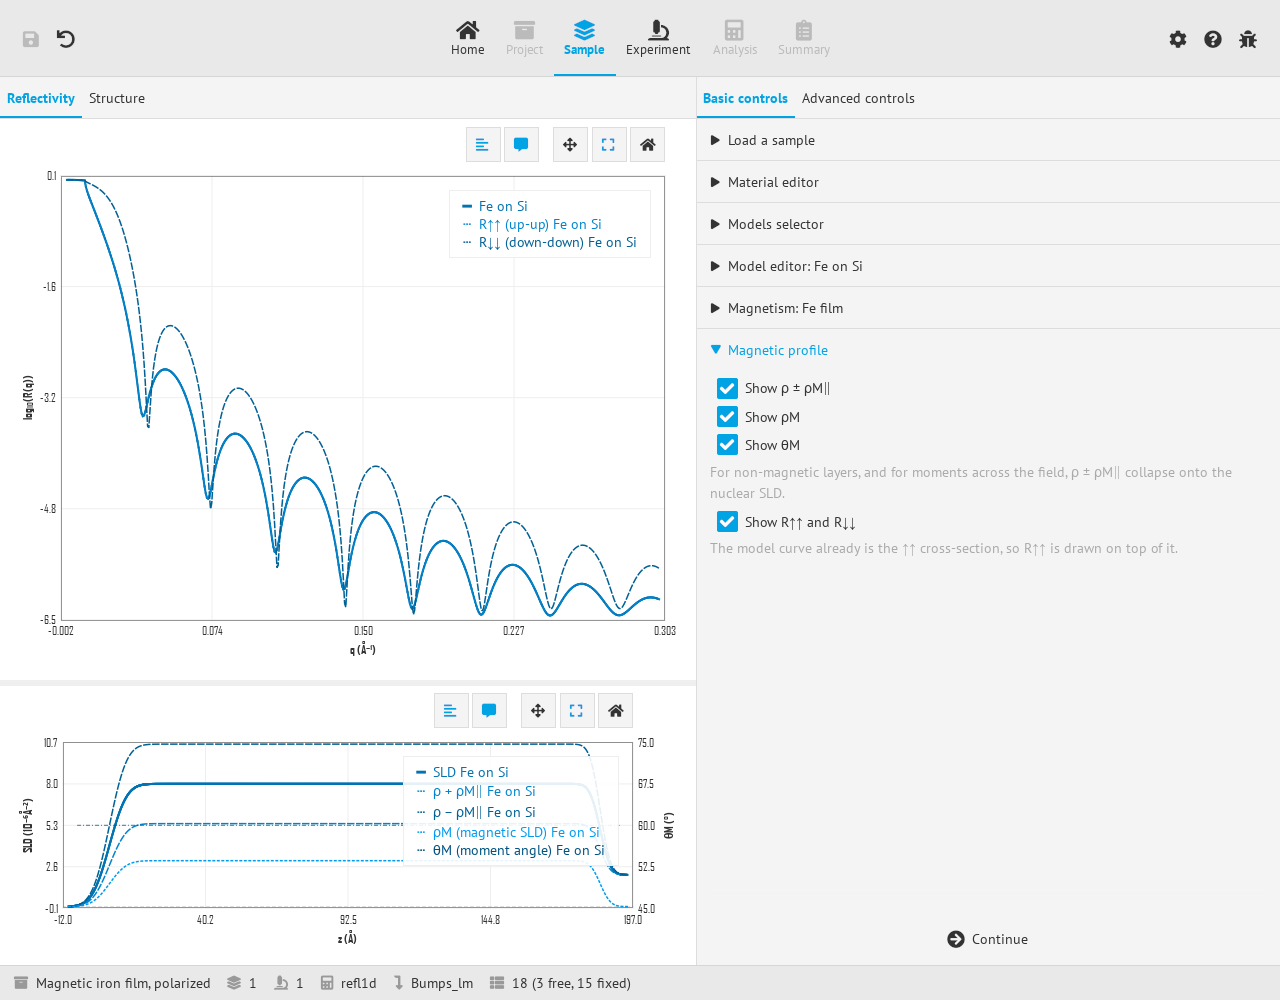 Home
Project
Sample
Experiment
Analysis
Summary
Reflectivity
Structure
0.1
-1.6
-3.2
-4.8
-6.5
log₁₀(R(q))
Fe on Si
R↑↑ (up-up) Fe on Si
R↓↓ (down-down) Fe on Si
-0.002
0.074
0.150
0.227
0.303
q (Å⁻¹)
10.7
8.0
5.3
2.6
-0.1
SLD (10⁻⁶Å⁻²)
SLD Fe on Si
ρ + ρM∥ Fe on Si
ρ − ρM∥ Fe on Si
ρM (magnetic SLD) Fe on Si
θM (moment angle) Fe on Si
75.0
67.5
60.0
52.5
45.0
θM (°)
-12.0
40.2
92.5
144.8
197.0
z (Å)
Basic controls
Advanced controls
Load a sample
Material editor
Models selector
Model editor: Fe on Si
Magnetism: Fe film
Magnetic profile
Show ρ ± ρM∥
Show ρM
Show θM
For non-magnetic layers, and for moments across the field, ρ ± ρM∥ collapse onto the
nuclear SLD.
Show R↑↑ and R↓↓
The model curve already is the ↑↑ cross-section, so R↑↑ is drawn on top of it.
Continue
Magnetic iron film, polarized
1
1
refl1d
Bumps_lm
18 (3 free, 15 fixed)